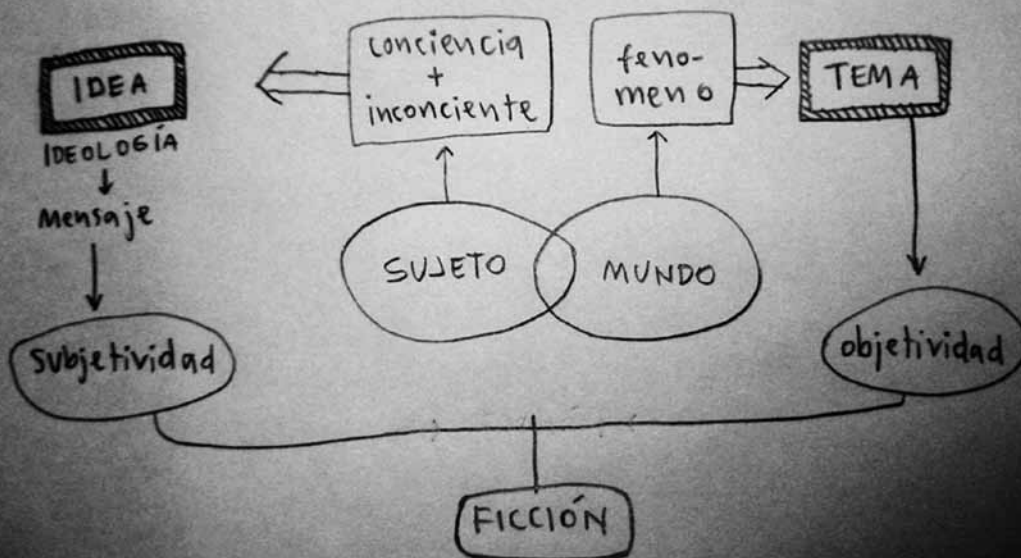 IDEA
IDEOLOGÍA
Mensaje
subjetividad
conciencia
+
inconciente
feno-
meno
TEMA
SUJETO
MUNDO
objetividad
FICCIÓN